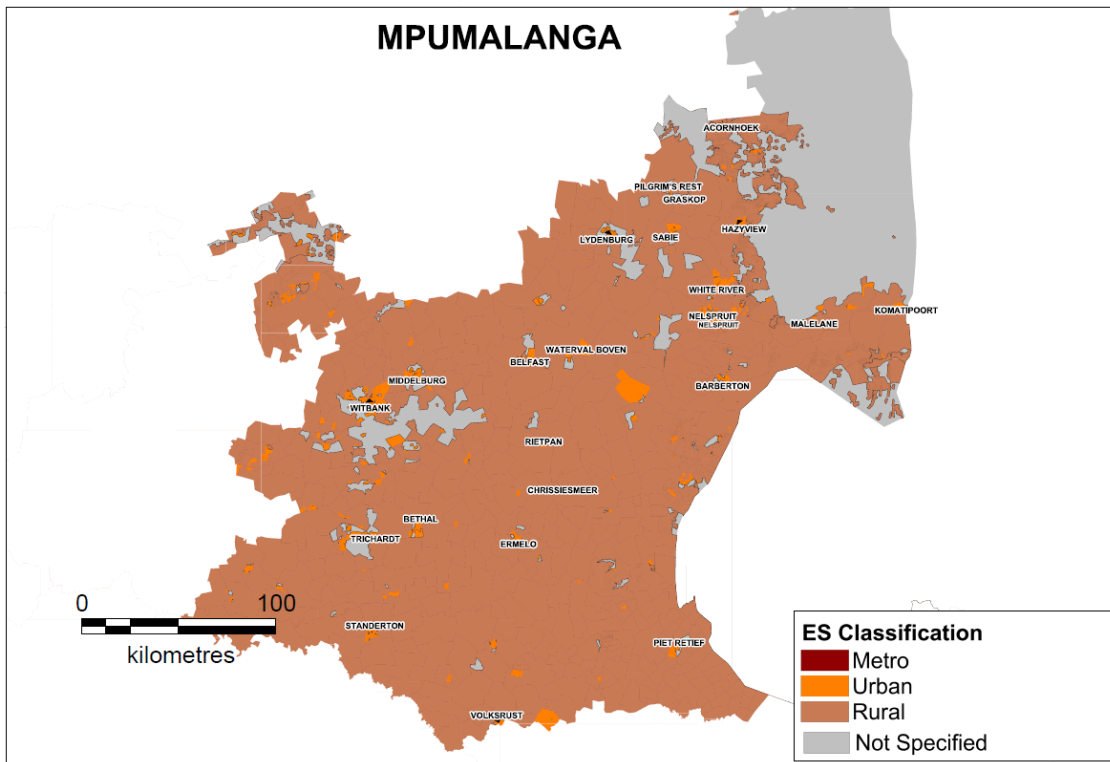 MPUMALANGA
ACORNHOEK
PILGRIM'S REST
GRASKOP
HAZYVIEW
LYDENBURG
SABIE
WHITE RIVER
NELSPRUIT
NELSPRUIT
MALELANE
KOMATIPOORT
WATERVAL BOVEN
BELFAST
MIDDELBURG
BARBERTON
WITBANK
RIETPAN
CHRISSIESMEER
BETHAL
TRICHARDT
ERMELO
STANDERTON
PIET RETIEF
VOLKSRUST
0 100
kilometres
ES Classification
Metro
Urban
Rural
Not Specified